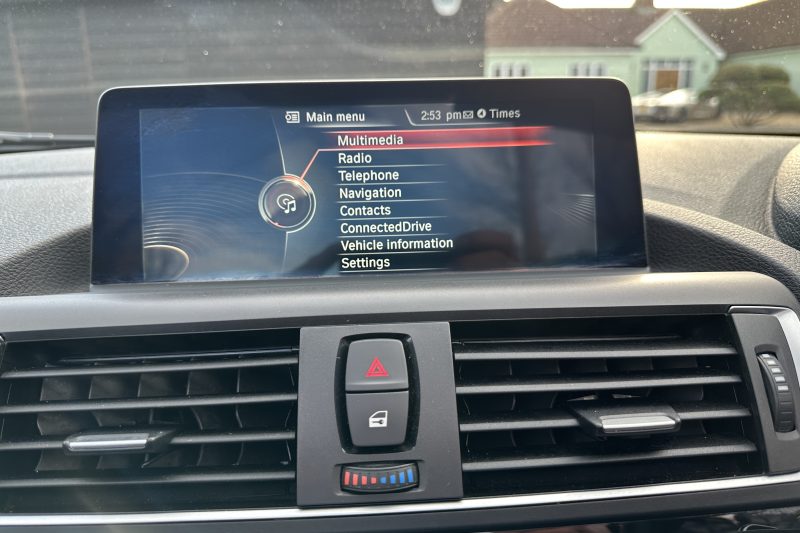 Main menu 2:53 pm Times
Multimedia
Radio
Telephone
Navigation
Contacts
ConnectedDrive
Vehicle information
Settings